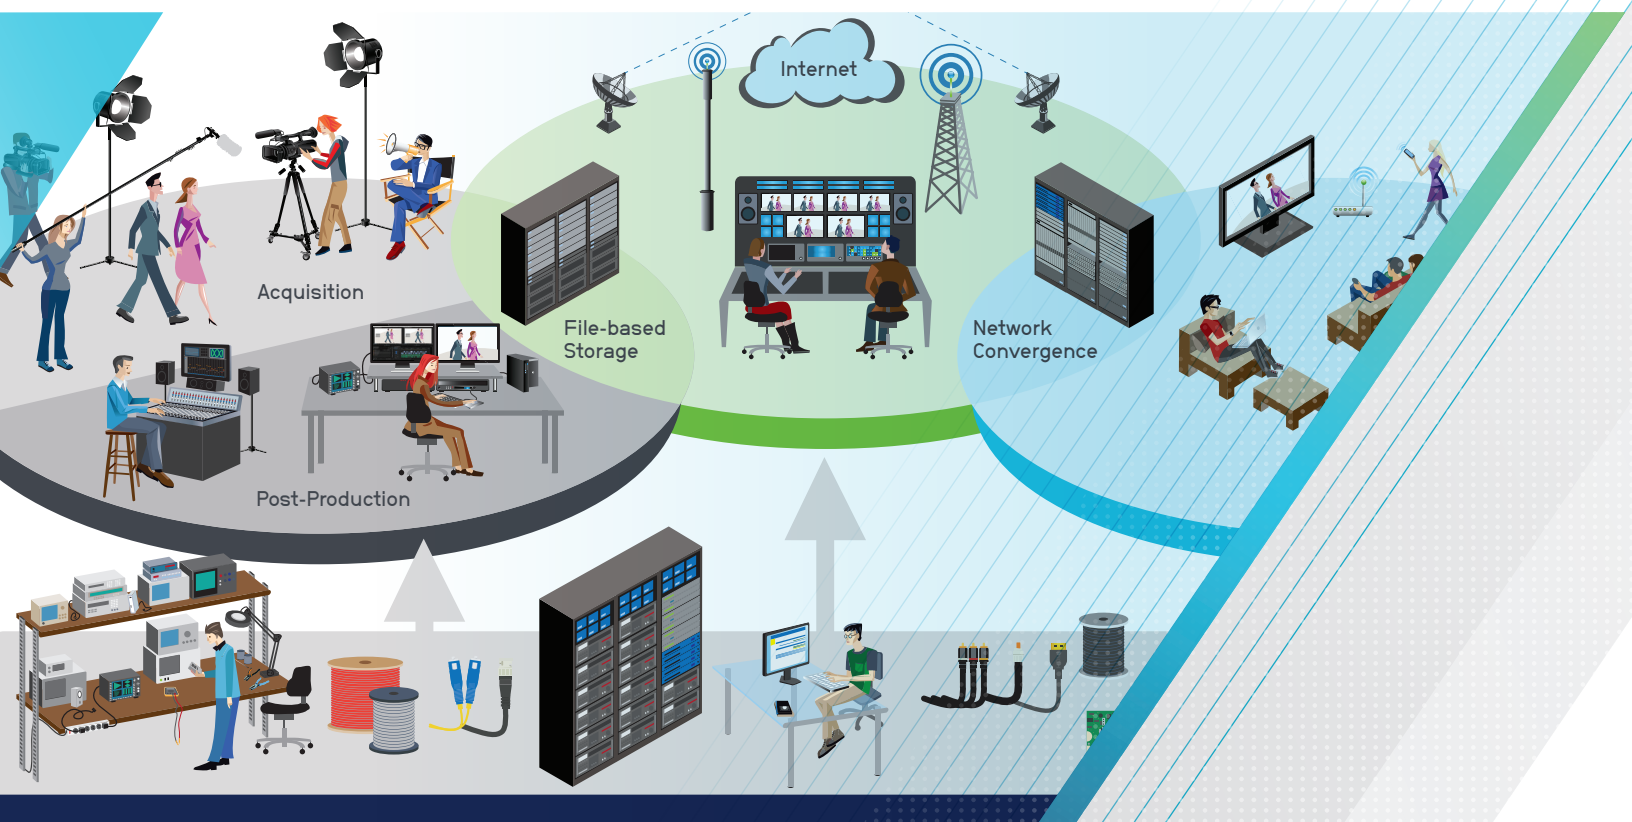 Internet
Acquisition
File-based
Storage
Network
Convergence
Post-Production